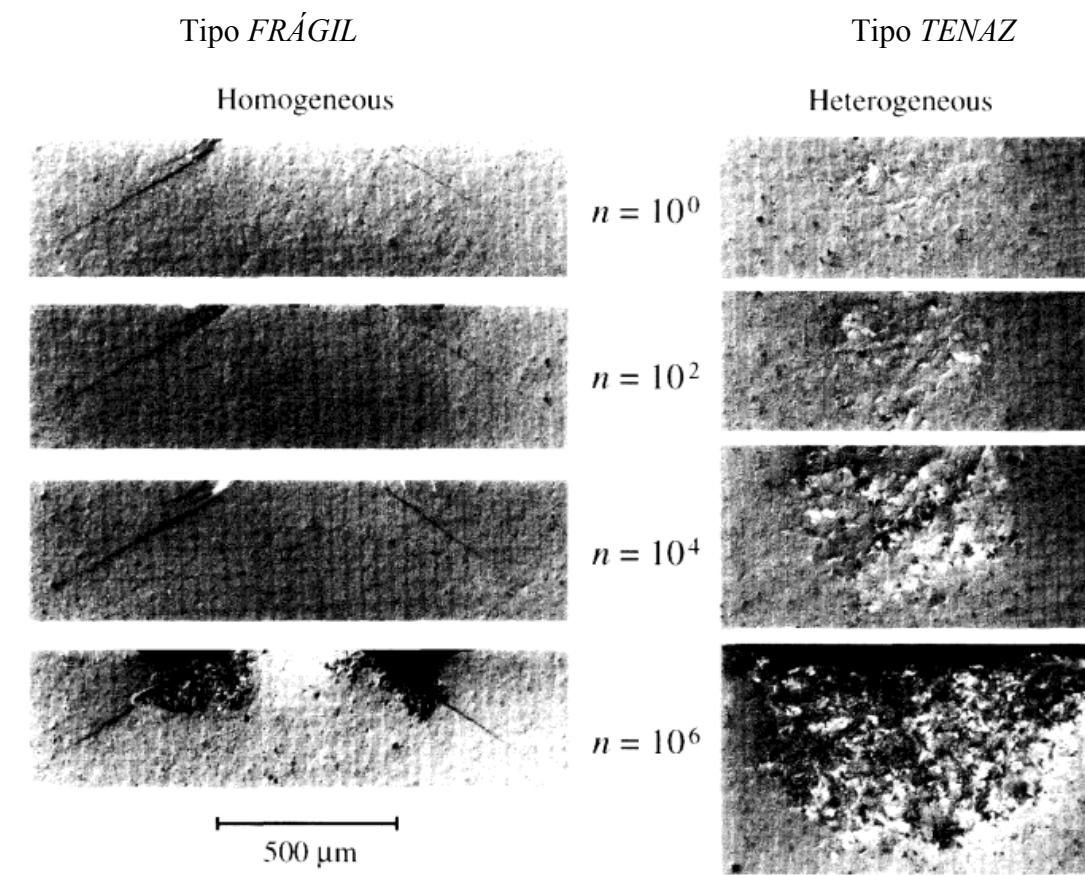 Tipo FRÁGIL
Tipo TENAZ
Homogeneous
Heterogeneous
n = 10⁰
n = 10²
n = 10⁴
n = 10⁶
500 μm